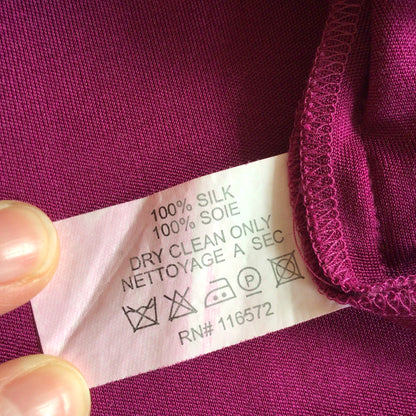 100% SILK
100% SOIE
DRY CLEAN ONLY
NETTOYAGE A SEC
P
RN# 116572